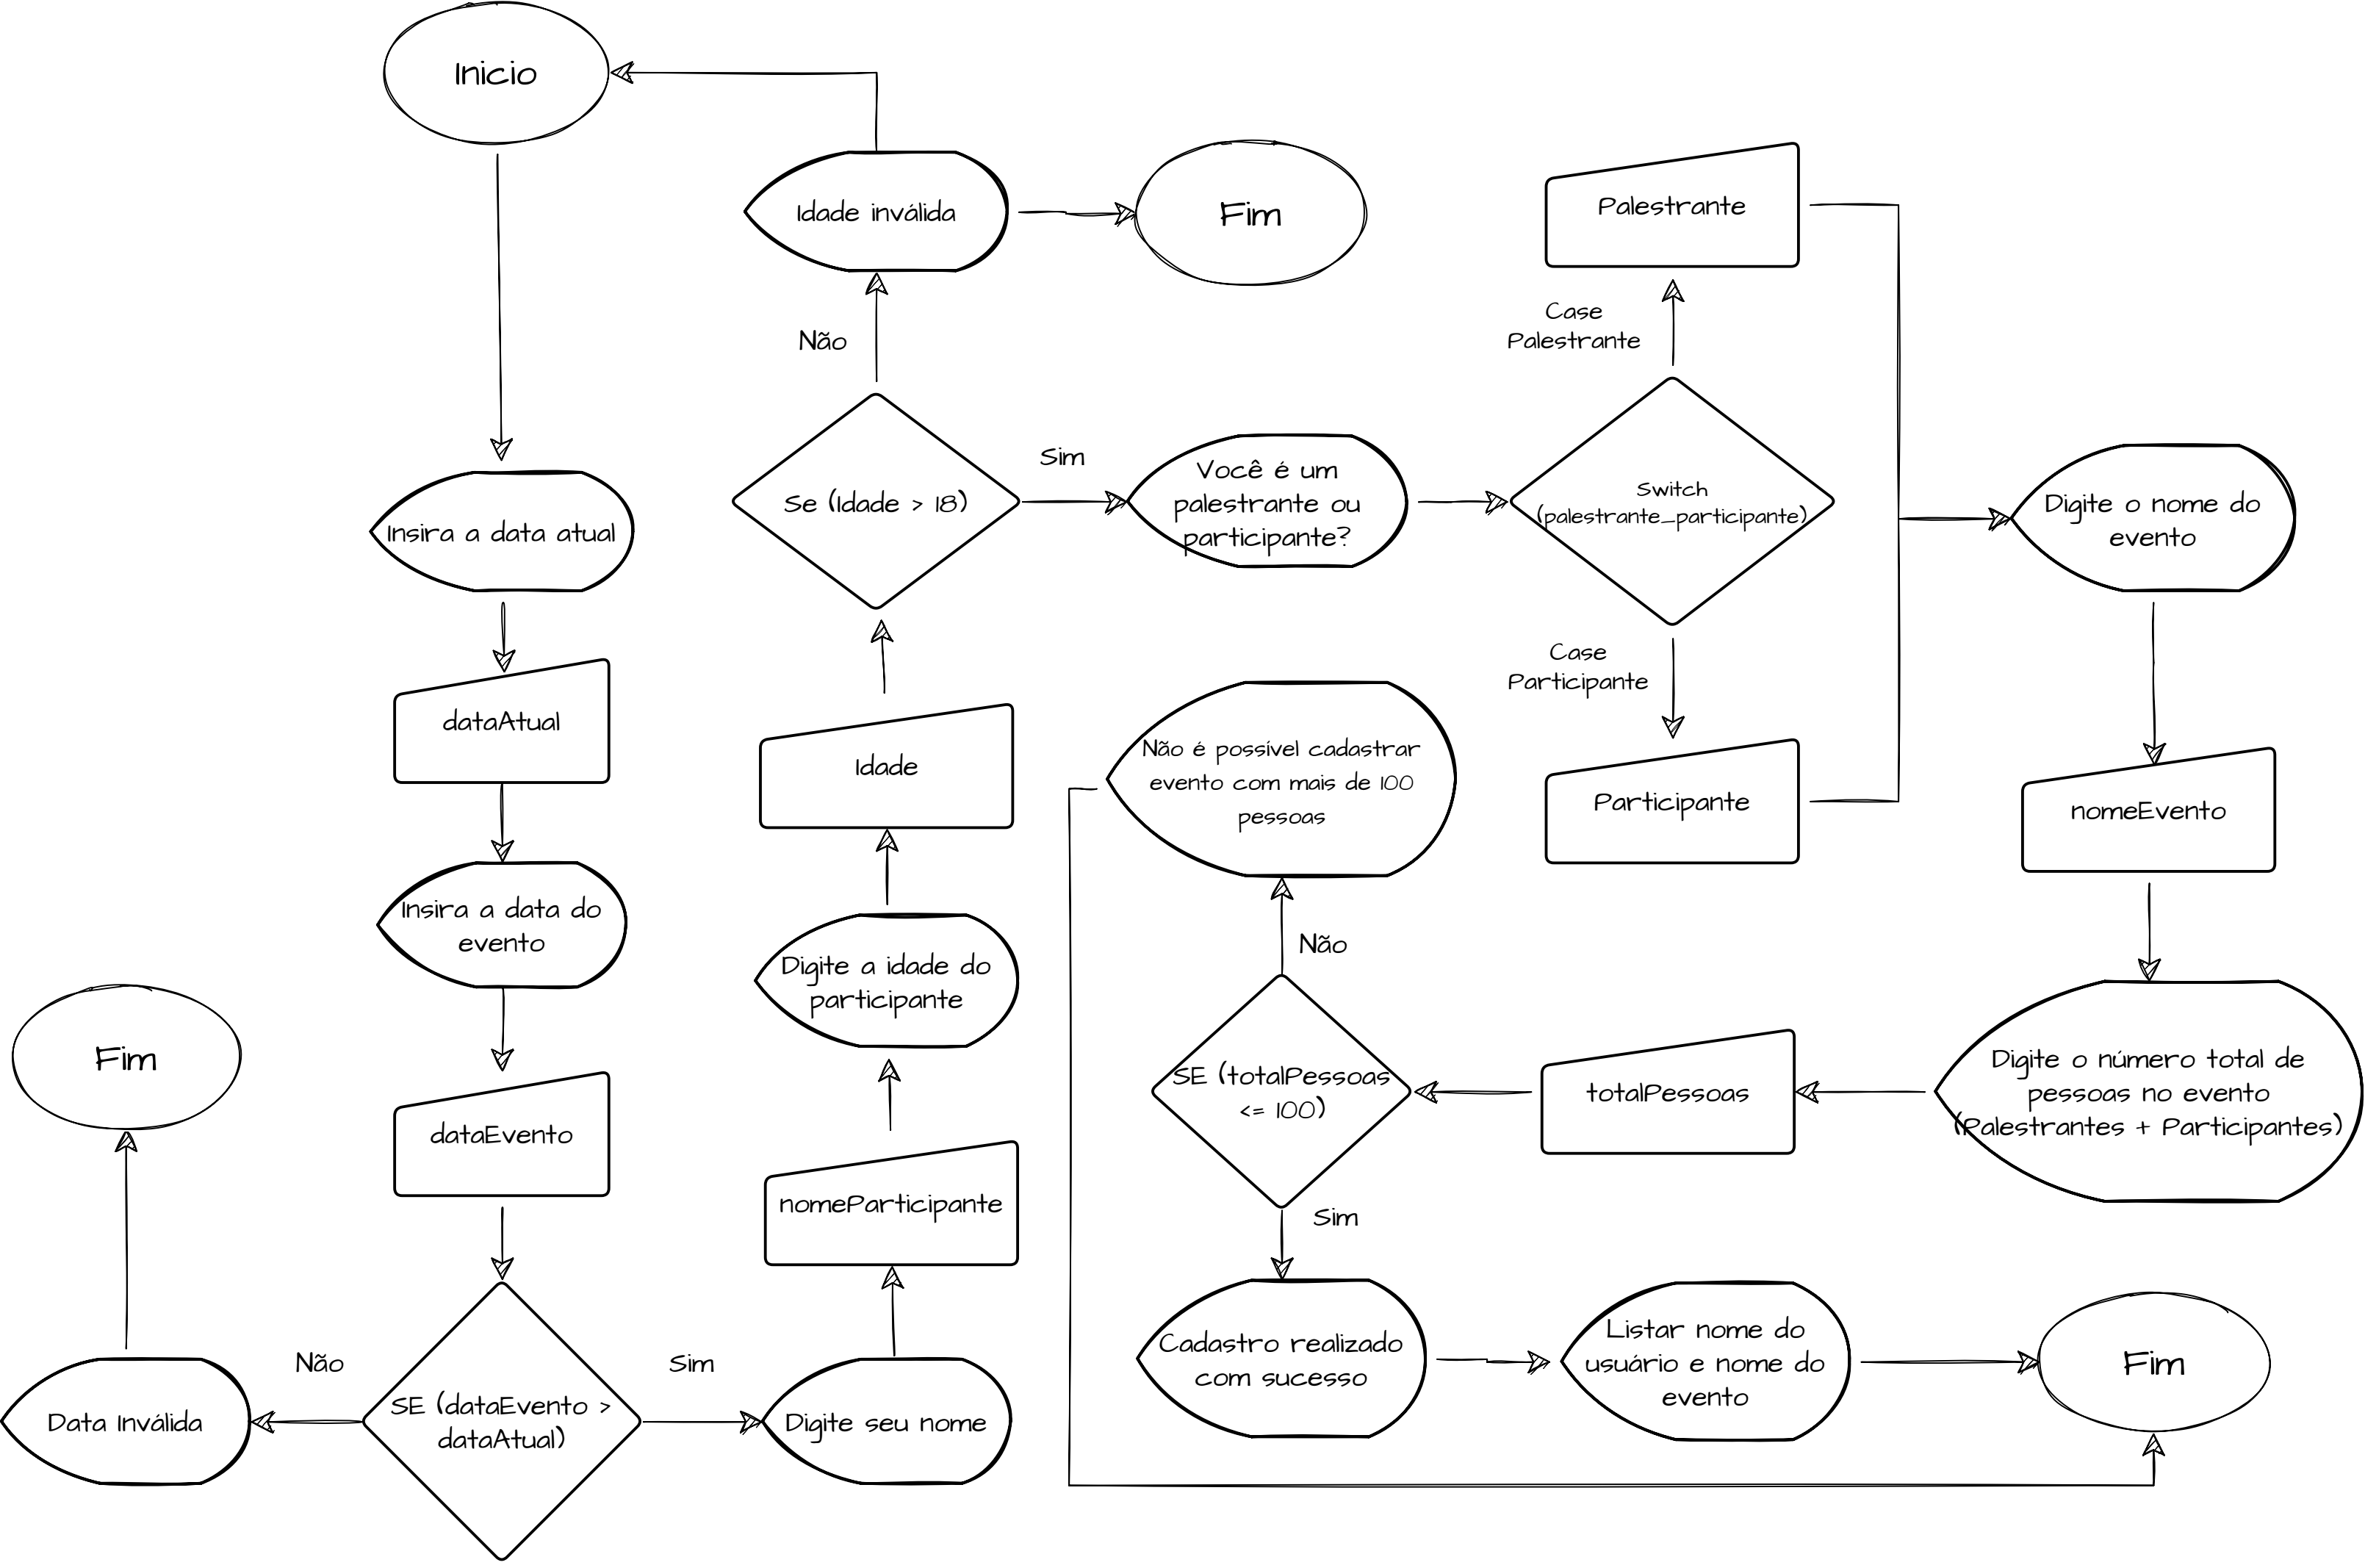 Inicio
Idade inválida
Fim
Palestrante
Não
Case
Palestrante
Sim
Insira a data atual
Se (Idade > 18)
Você é um
palestrante ou
participante?
Switch
(palestrante_participante)
Digite o nome do
evento
Case
Participante
dataAtual
Idade
Não é possível cadastrar
evento com mais de 100
pessoas
Participante
nomeEvento
Insira a data do
evento
Digite a idade do
participante
Não
Fim
SE (totalPessoas
<= 100)
totalPessoas
Digite o número total de
pessoas no evento
(Palestrantes + Participantes)
dataEvento
nomeParticipante
Sim
Não
Sim
Data Inválida
SE (dataEvento >
dataAtual)
Digite seu nome
Cadastro realizado
com sucesso
Listar nome do
usuário e nome do
evento
Fim